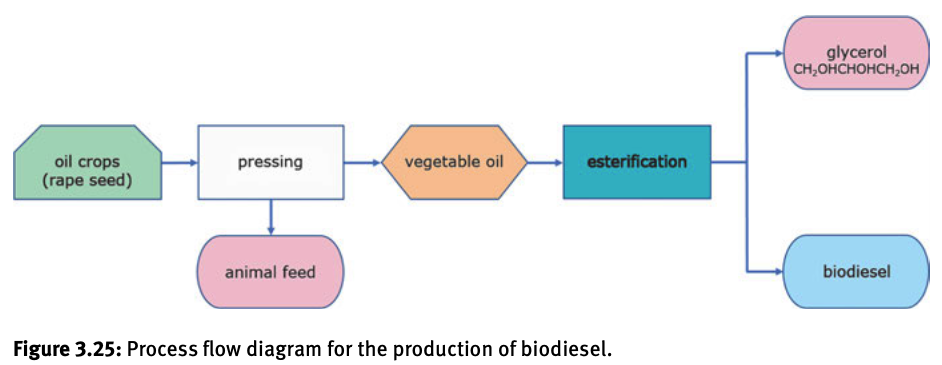 glycerol
CH₂OHCHOHCH₂OH
oil crops
(rape seed)
pressing
vegetable oil
esterification
animal feed
biodiesel
Figure 3.25: Process flow diagram for the production of biodiesel.